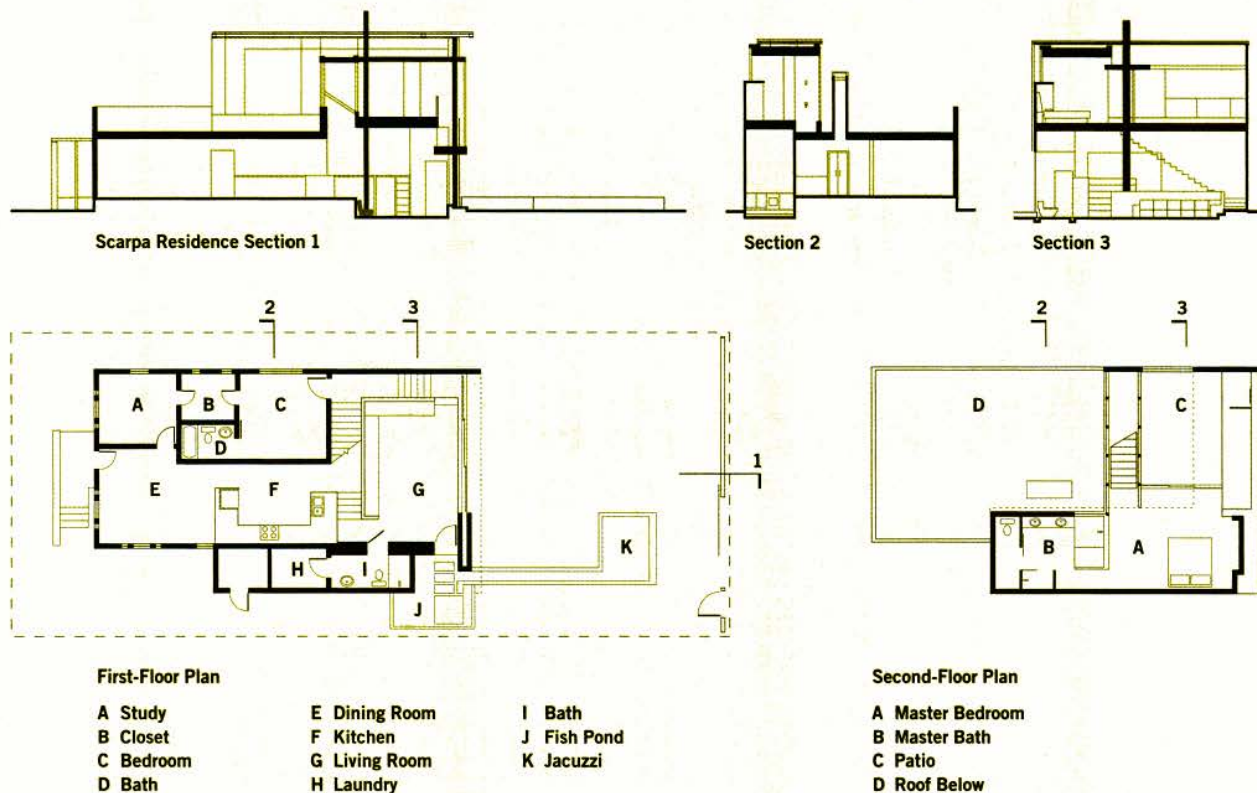 Scarpa Residence Section 1
Section 2
Section 3
2
3
A
B
C
D
E
F
G
H
I
J
K
1
2
3
D
C
B
A
First-Floor Plan
A Study
B Closet
C Bedroom
D Bath
E Dining Room
F Kitchen
G Living Room
H Laundry
I Bath
J Fish Pond
K Jacuzzi
Second-Floor Plan
A Master Bedroom
B Master Bath
C Patio
D Roof Below